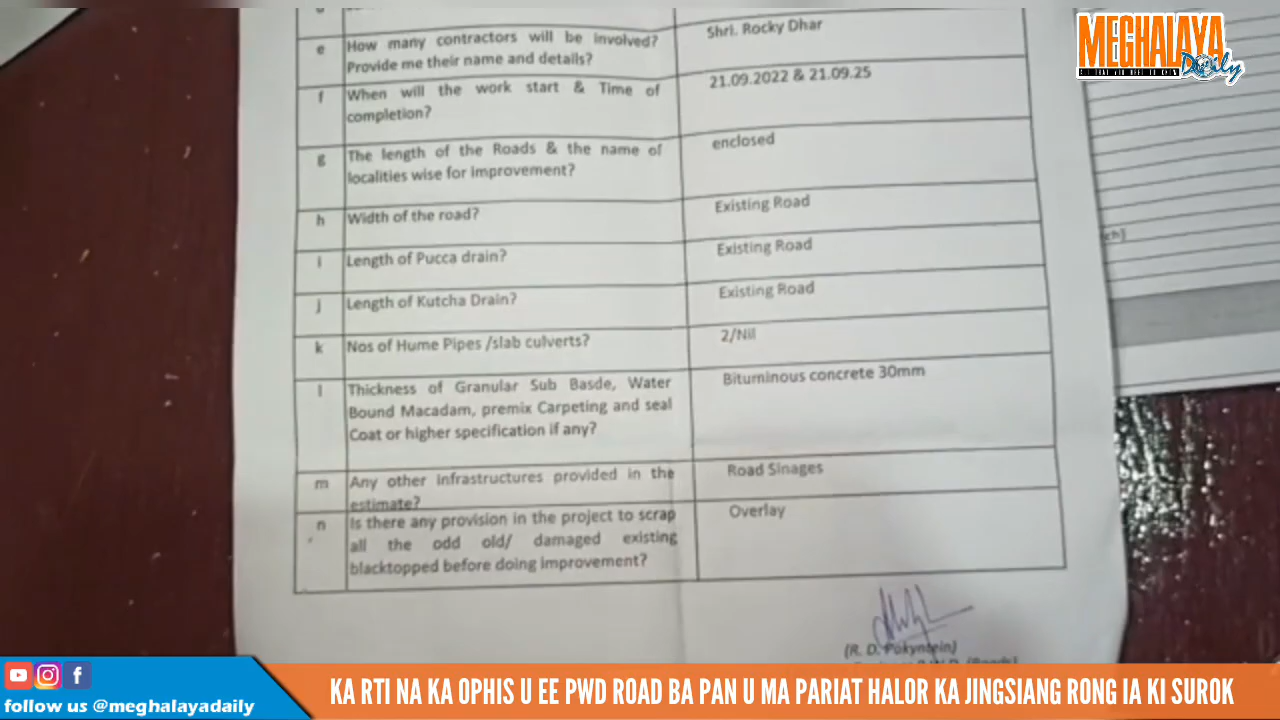 MEGHALAYA
Daily
e How many contractors will be involved? Shri. Rocky Dhar
Provide me their name and details?
f When will the work start & Time of 21.09.2022 & 21.09.25
completion?
g The length of the Roads & the name of enclosed
localities wise for improvement?
h Width of the road? Existing Road
i Length of Pucca drain? Existing Road
j Length of Kutcha Drain? Existing Road
k Nos of Hume Pipes /slab culverts? 2/Nil
l Thickness of Granular Sub Basde, Water Bituminous concrete 30mm
Bound Macadam, premix Carpeting and seal
Coat or higher specification if any?
m Any other infrastructures provided in the Road Sinages
estimate?
n Is there any provision in the project to scrap Overlay
all the odd old/ damaged existing
blacktopped before doing improvement?
(R. D. Pokyntein)
follow us @meghalayadaily
KA RTI NA KA OPHIS U EE PWD ROAD BA PAN U MA PARIAT HALOR KA JINGSIANG RONG IA KI SUROK